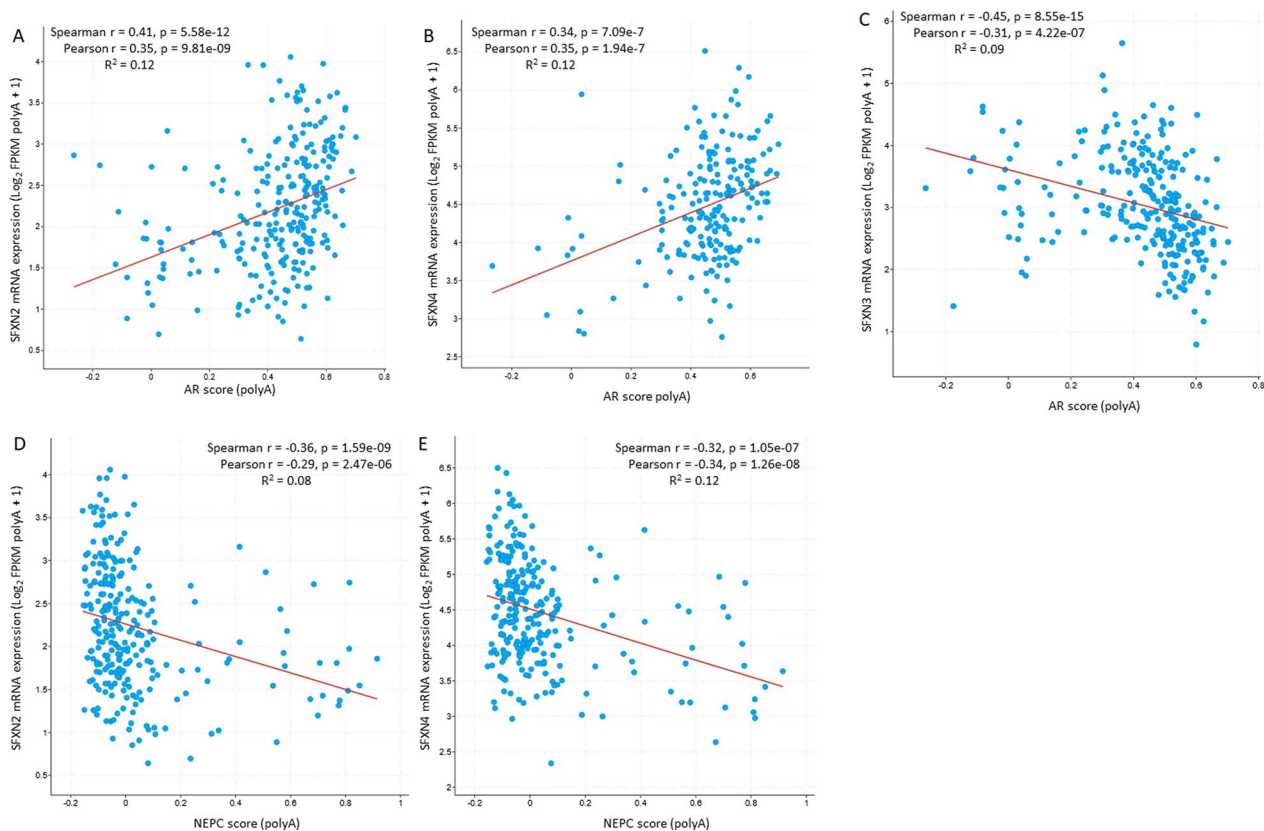 A
Spearman r = 0.41, p = 5.58e-12
Pearson r = 0.35, p = 9.81e-09
R² = 0.12
SFXN2 mRNA expression (Log₂ FPKM polyA + 1)
4
3.5
3
2.5
2
1.5
1
0.5
-0.2
0
0.2
0.4
0.6
0.8
AR score (polyA)
B
Spearman r = 0.34, p = 7.09e-7
Pearson r = 0.35, p = 1.94e-7
R² = 0.12
SFXN4 mRNA expression (Log₂ FPKM polyA + 1)
6.5
6
5.5
5
4.5
4
3.5
3
2.5
-0.2
0
0.2
0.4
0.6
AR score polyA)
C
Spearman r = -0.45, p = 8.55e-15
Pearson r = -0.31, p = 4.22e-07
R² = 0.09
SFXN3 mRNA expression (Log₂ FPKM polyA + 1)
6
5
4
3
2
1
-0.2
0
0.2
0.4
0.6
0.8
AR score (polyA)
D
Spearman r = -0.36, p = 1.59e-09
Pearson r = -0.29, p = 2.47e-06
R² = 0.08
SFXN2 mRNA expression (Log₂ FPKM polyA + 1)
4
3.5
3
2.5
2
1.5
1
0.5
-0.2
0
0.2
0.4
0.6
0.8
1
NEPC score (polyA)
E
Spearman r = -0.32, p = 1.05e-07
Pearson r = -0.34, p = 1.26e-08
R² = 0.12
SFXN4 mRNA expression (Log₂ FPKM polyA + 1)
6.5
6
5.5
5
4.5
4
3.5
3
2.5
2
-0.2
0
0.2
0.4
0.6
0.8
1
NEPC score (polyA)